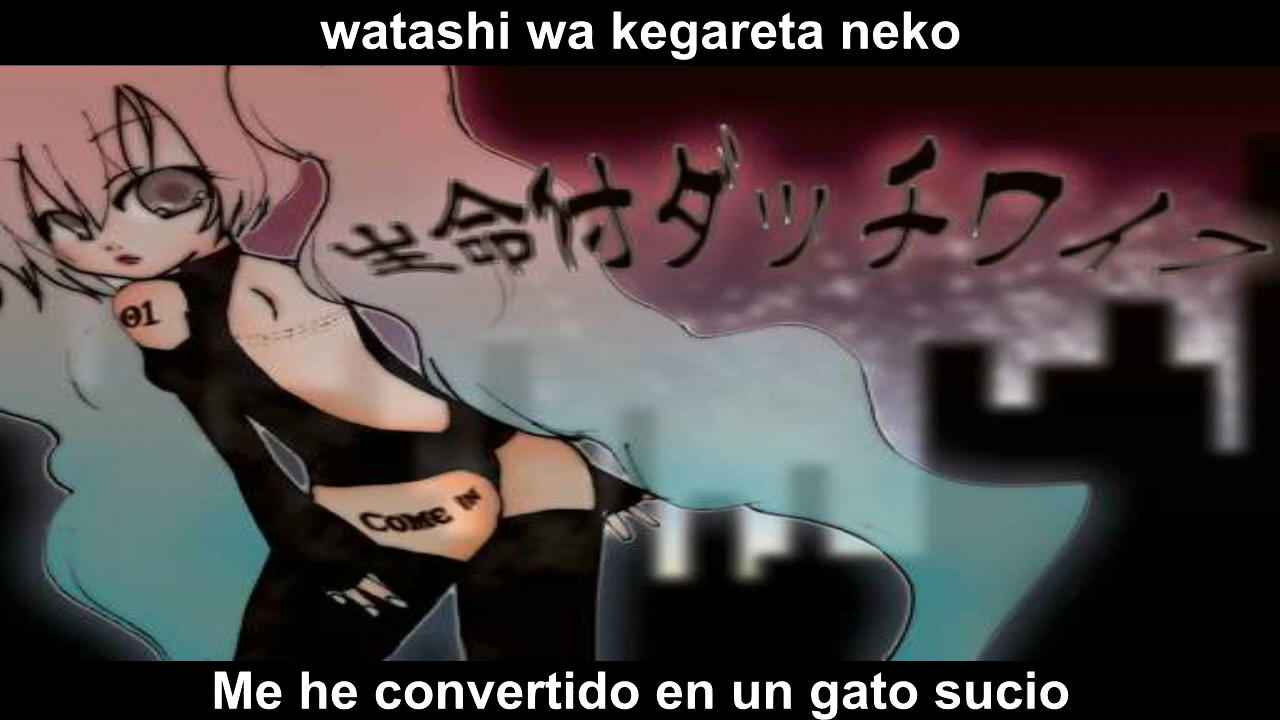 watashi wa kegareta neko
生命付ダッチワイフ
01
COME IN
Me he convertido en un gato sucio